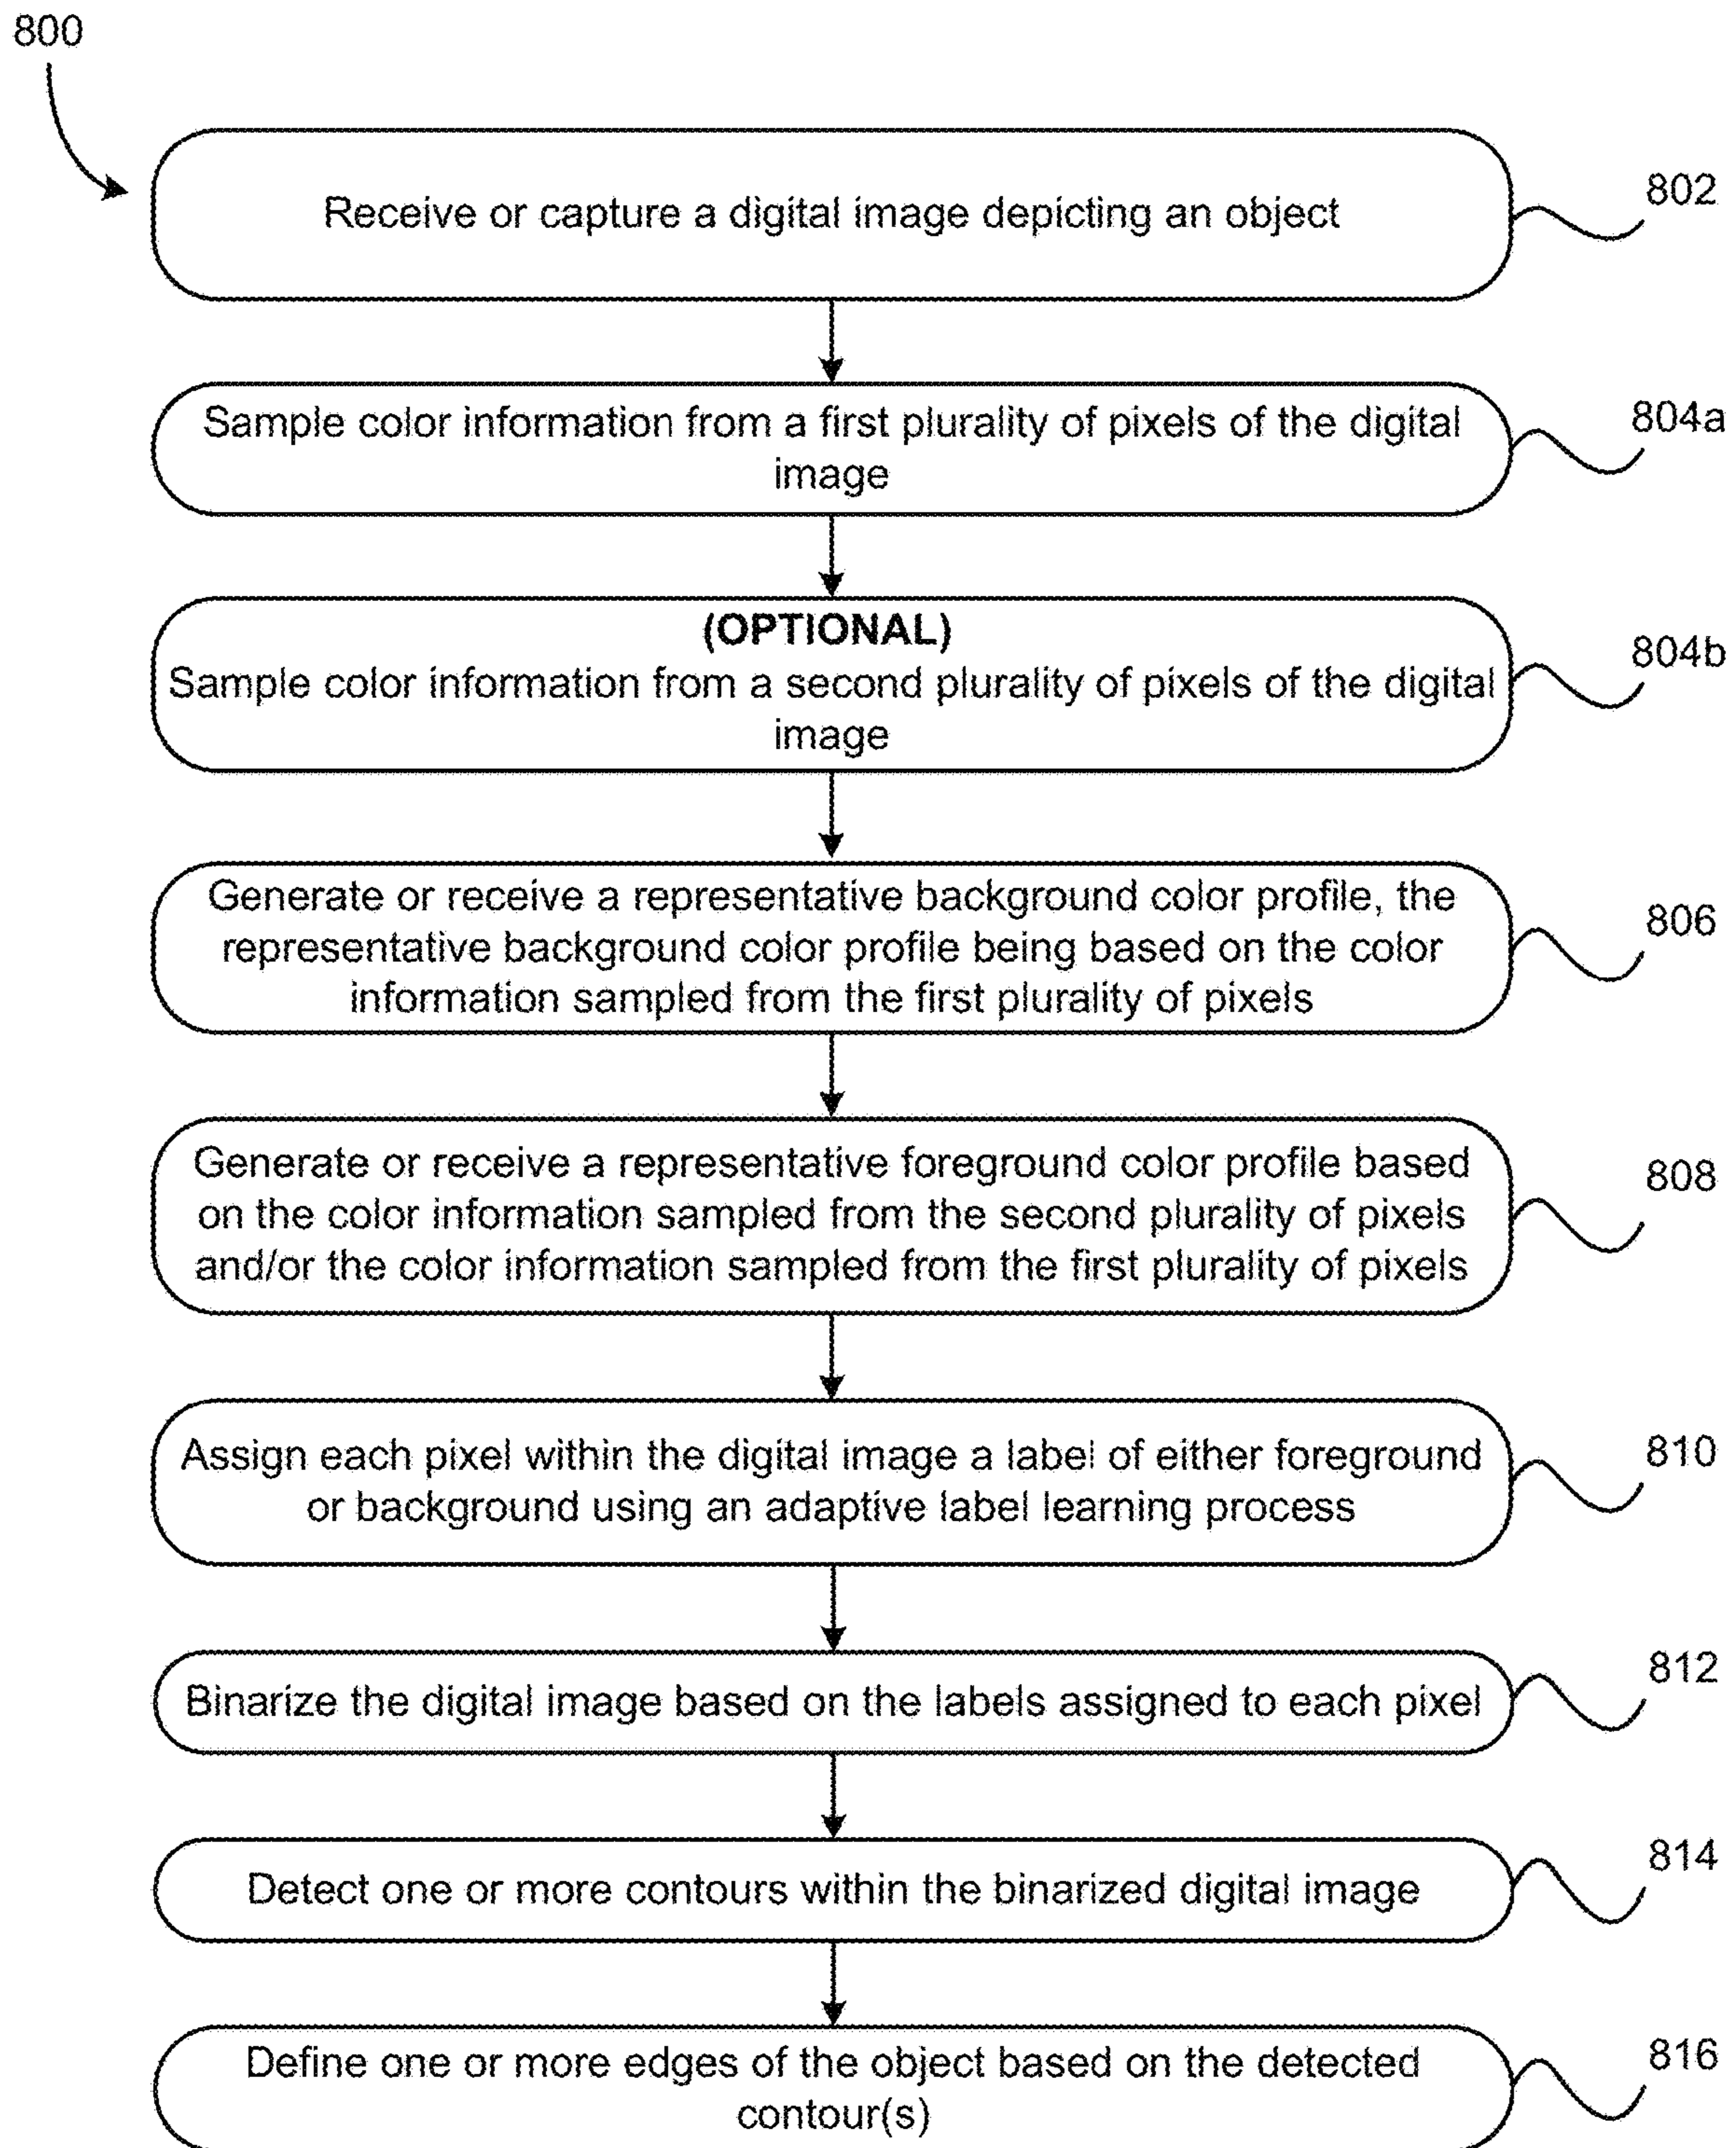 800
Receive or capture a digital image depicting an object
802
Sample color information from a first plurality of pixels of the digital
image
804a
(OPTIONAL)
Sample color information from a second plurality of pixels of the digital
image
804b
Generate or receive a representative background color profile, the
representative background color profile being based on the color
information sampled from the first plurality of pixels
806
Generate or receive a representative foreground color profile based
on the color information sampled from the second plurality of pixels
and/or the color information sampled from the first plurality of pixels
808
Assign each pixel within the digital image a label of either foreground
or background using an adaptive label learning process
810
Binarize the digital image based on the labels assigned to each pixel
812
Detect one or more contours within the binarized digital image
814
Define one or more edges of the object based on the detected
contour(s)
816